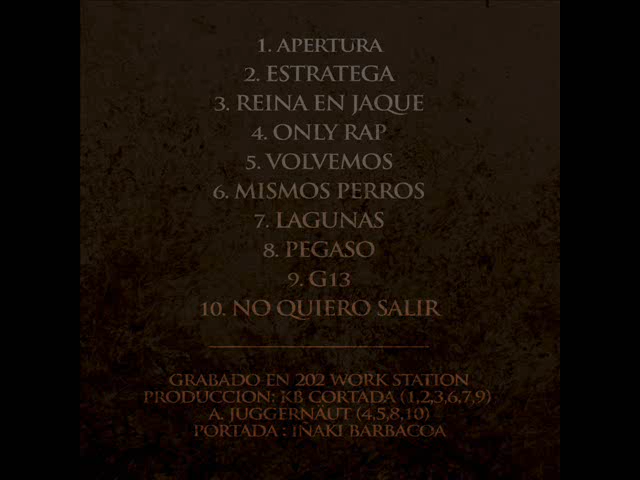 1. APERTURA
2. ESTRATEGA
3. REINA EN JAQUE
4. ONLY RAP
5. VOLVEMOS
6. MISMOS PERROS
7. LAGUNAS
8. PEGASO
9. G13
10. NO QUIERO SALIR
GRABADO EN 202 WORK STATION
PRODUCCION: KB CORTADA (1,2,3,6,7,9)
A. JUGGERNÄUT (4,5,8,10)
PORTADA : IÑAKI BARBACOA